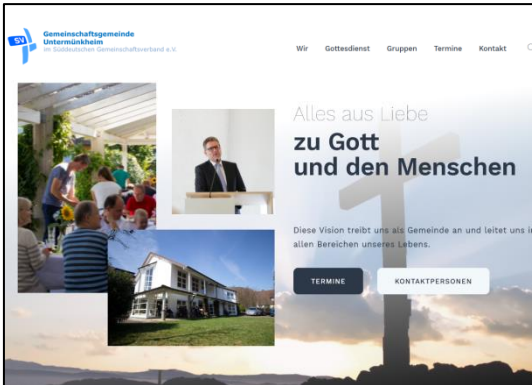 SV
Gemeinschaftsgemeinde
Untermünkheim
im Süddeutschen Gemeinschaftsverband e.V.
Wir Gottesdienst Gruppen Termine Kontakt
Alles aus Liebe
zu Gott
und den Menschen
Diese Vision treibt uns als Gemeinde an und leitet uns in
allen Bereichen unseres Lebens.
TERMINE KONTAKTPERSONEN